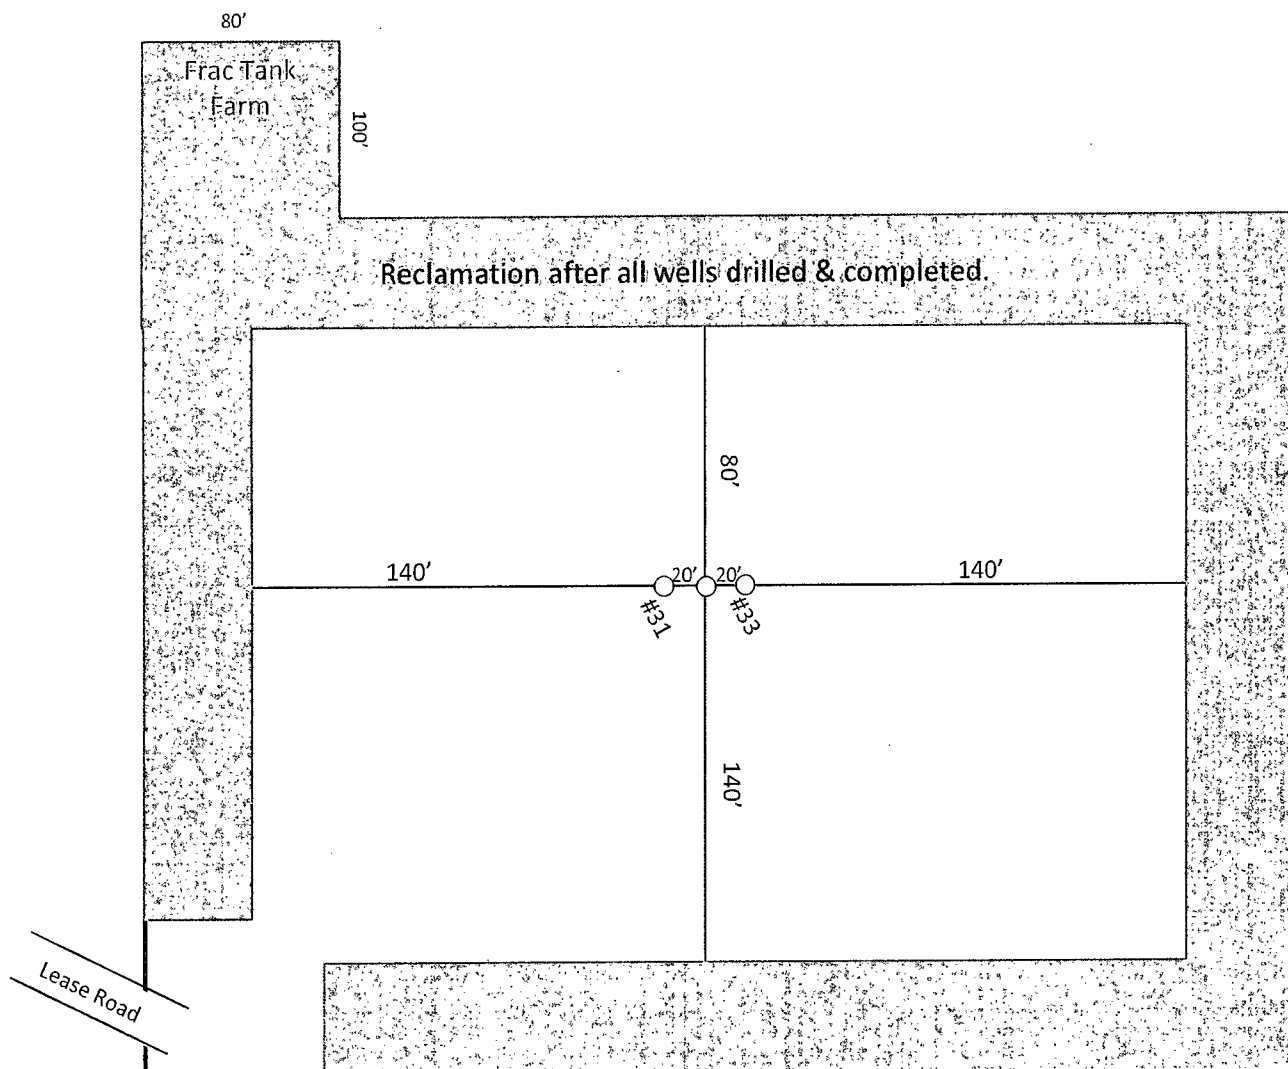 80'
Frac Tank
Farm
100'
Reclamation after all wells drilled & completed.
80'
140'
20'
20'
140'
#31
#33
140'
Lease Road